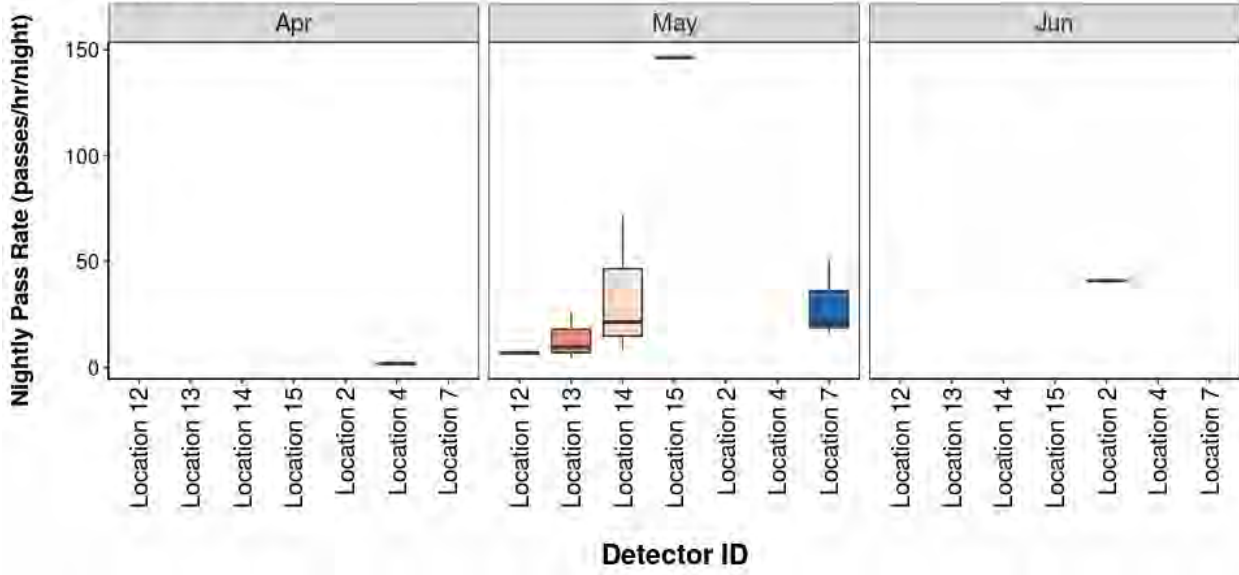 Apr
May
Jun
Nightly Pass Rate (passes/hr/night)
150
100
50
0
Location 12
Location 13
Location 14
Location 15
Location 2
Location 4
Location 7
Location 12
Location 13
Location 14
Location 15
Location 2
Location 4
Location 7
Location 12
Location 13
Location 14
Location 15
Location 2
Location 4
Location 7
Detector ID